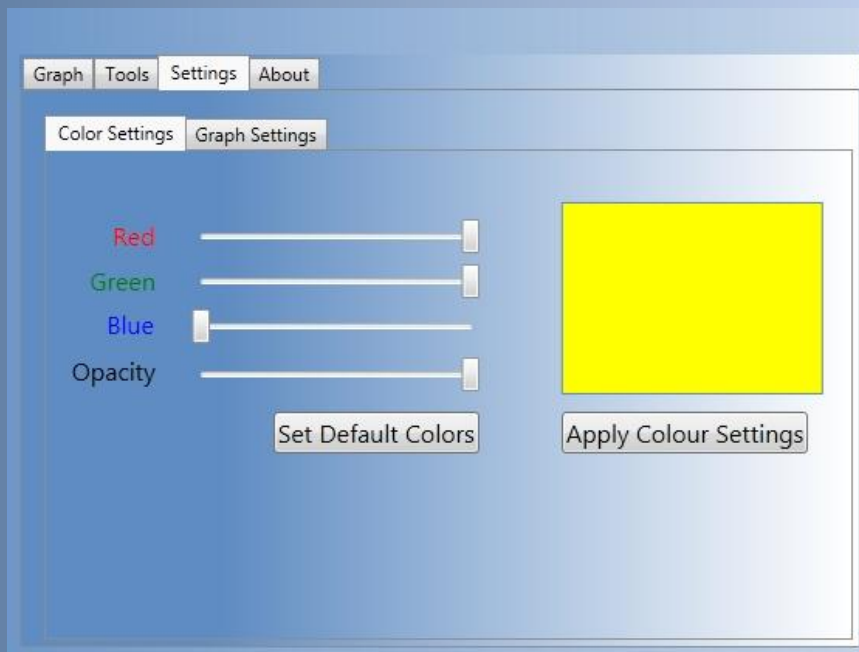 Graph Tools Settings About
Color Settings Graph Settings
Red
Green
Blue
Opacity
Set Default Colors Apply Colour Settings